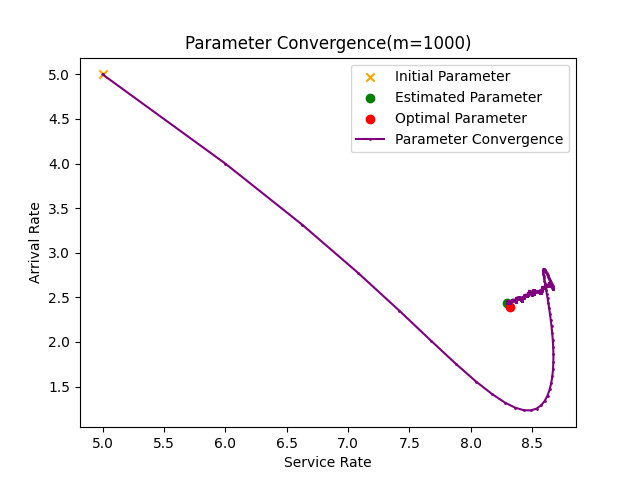 Parameter Convergence(m=1000)
Initial Parameter
Estimated Parameter
Optimal Parameter
Parameter Convergence
5.0
4.5
4.0
3.5
3.0
2.5
2.0
1.5
Arrival Rate
5.0 5.5 6.0 6.5 7.0 7.5 8.0 8.5
Service Rate